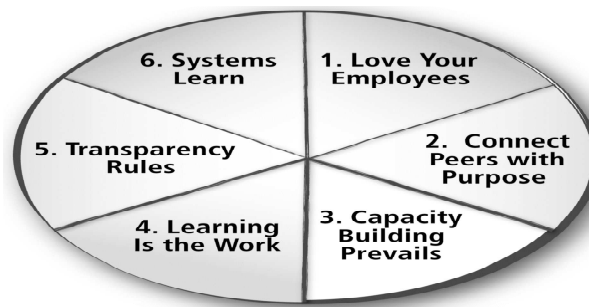 1. Love Your
Employees
2. Connect
Peers with
Purpose
3. Capacity
Building
Prevails
4. Learning
Is the Work
5. Transparency
Rules
6. Systems
Learn